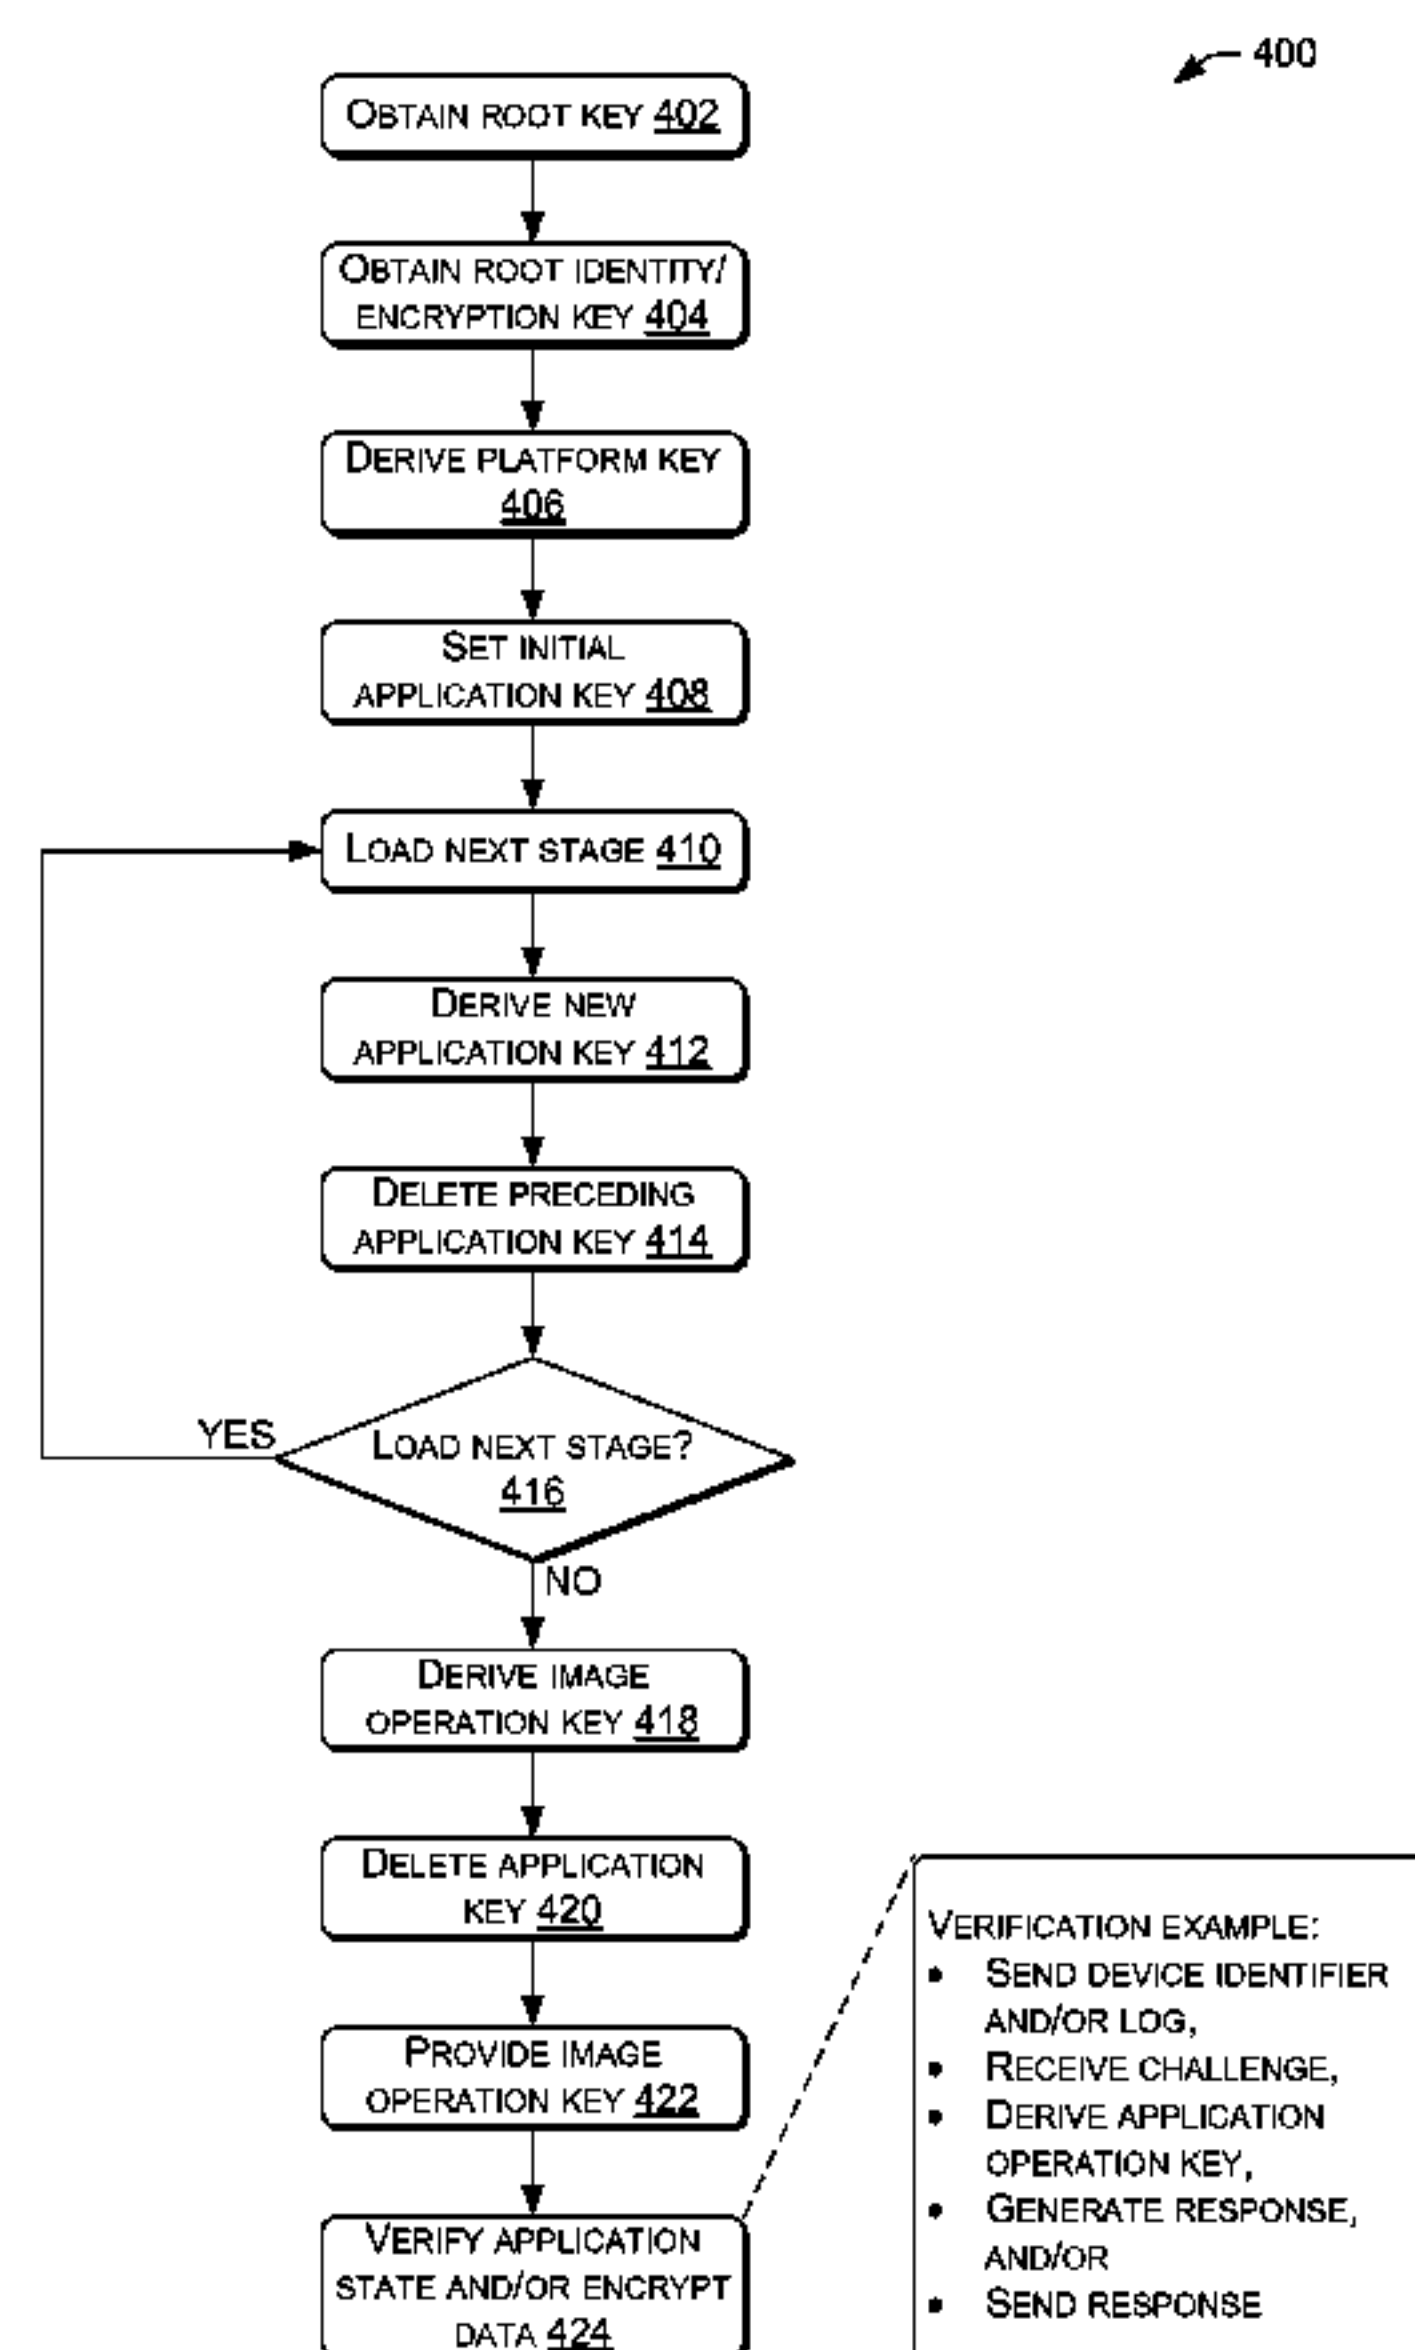 400
OBTAIN ROOT KEY 402
OBTAIN ROOT IDENTITY/
ENCRYPTION KEY 404
DERIVE PLATFORM KEY
406
SET INITIAL
APPLICATION KEY 408
LOAD NEXT STAGE 410
DERIVE NEW
APPLICATION KEY 412
DELETE PRECEDING
APPLICATION KEY 414
YES
LOAD NEXT STAGE?
416
NO
DERIVE IMAGE
OPERATION KEY 418
DELETE APPLICATION
KEY 420
PROVIDE IMAGE
OPERATION KEY 422
VERIFY APPLICATION
STATE AND/OR ENCRYPT
DATA 424
VERIFICATION EXAMPLE:
• SEND DEVICE IDENTIFIER
AND/OR LOG,
• RECEIVE CHALLENGE,
• DERIVE APPLICATION
OPERATION KEY,
• GENERATE RESPONSE,
AND/OR
• SEND RESPONSE